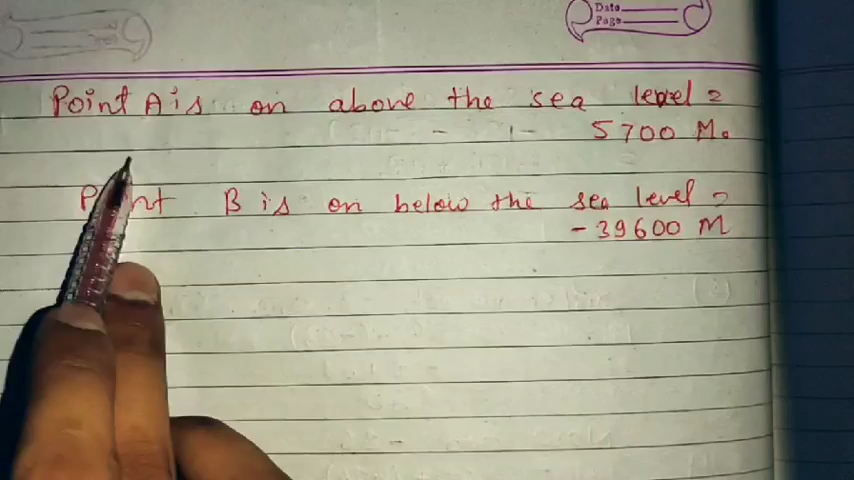 Date
Page
Point A is on above the sea level =
5700 M.
Point B is on below the sea level =
-39600 M